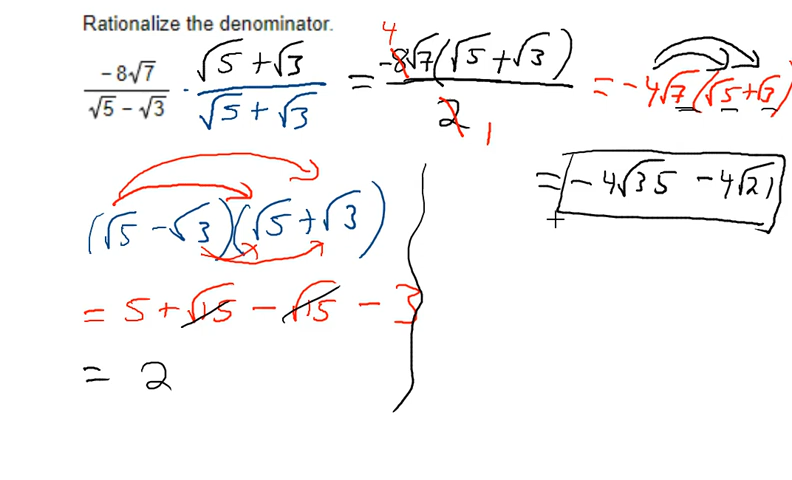 Rationalize the denominator.
-8√7 / (√5 - √3) · (√5 + √3) / (√5 + √3) = -8√7(√5 + √3) / 2 = -4√7(√5 + √3)
4
1
= -4√35 - 4√21
(√5 - √3)(√5 + √3)
= 5 + √15 - √15 - 3
= 2